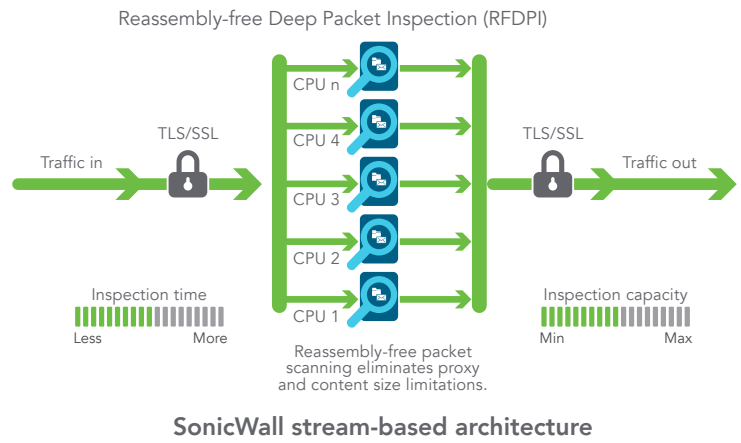 Reassembly-free Deep Packet Inspection (RFDPI)
CPU n
TLS/SSL
CPU 4
TLS/SSL
Traffic in
Traffic out
CPU 3
CPU 2
Inspection time
Inspection capacity
CPU 1
Less
More
Min
Max
Reassembly-free packet
scanning eliminates proxy
and content size limitations.
SonicWall stream-based architecture